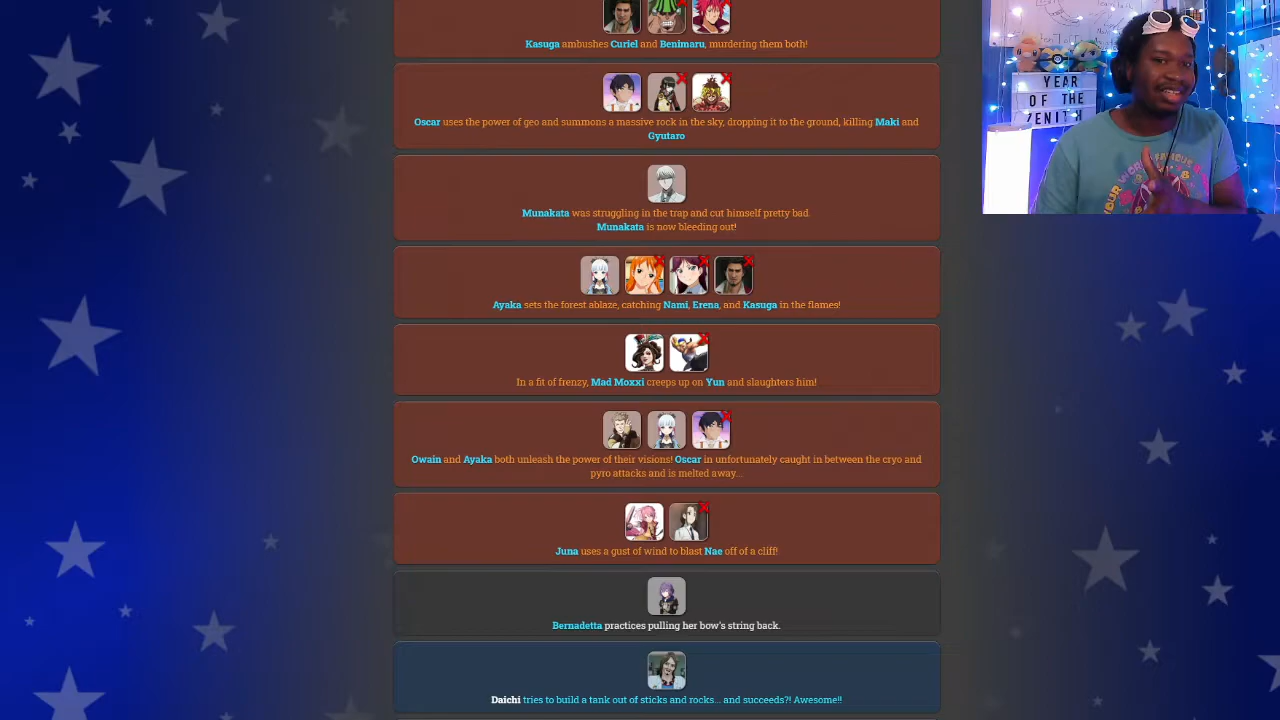 Kasuga ambushes Curiel and Benimaru, murdering them both!
YEAR
OF THE
ZENITH
Oscar uses the power of geo and summons a massive rock in the sky, dropping it to the ground, killing Maki and
Gyutaro
Munakata was struggling in the trap and cut himself pretty bad.
Munakata is now bleeding out!
Ayaka sets the forest ablaze, catching Nami, Erena, and Kasuga in the flames!
In a fit of frenzy, Mad Moxxi creeps up on Yun and slaughters him!
Owain and Ayaka both unleash the power of their visions! Oscar in unfortunately caught in between the cryo and
pyro attacks and is melted away...
Juna uses a gust of wind to blast Nae off of a cliff!
Bernadetta practices pulling her bow's string back.
Daichi tries to build a tank out of sticks and rocks... and succeeds?! Awesome!!